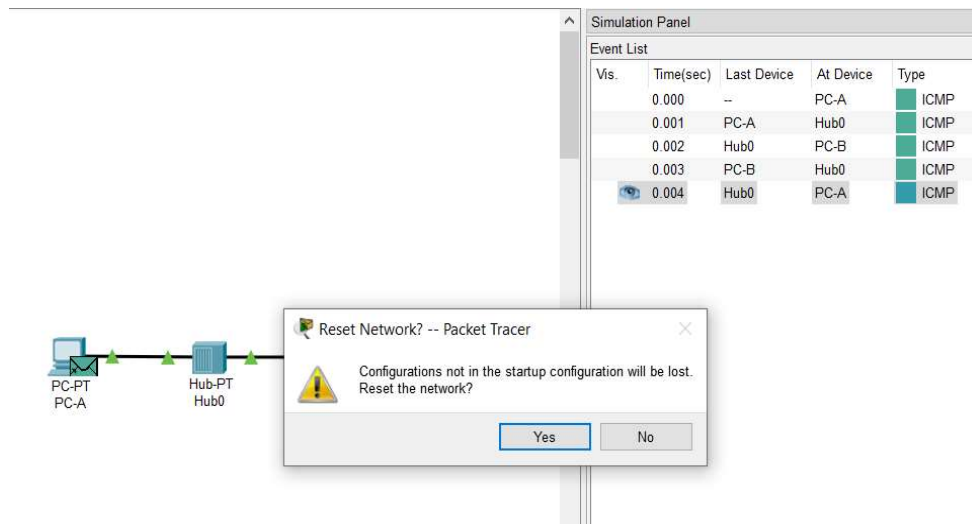 Simulation Panel
Event List
Vis. Time(sec) Last Device At Device Type
0.000 -- PC-A ICMP
0.001 PC-A Hub0 ICMP
0.002 Hub0 PC-B ICMP
0.003 PC-B Hub0 ICMP
0.004 Hub0 PC-A ICMP
Reset Network? -- Packet Tracer
Configurations not in the startup configuration will be lost.
Reset the network?
Yes No
PC-PT
PC-A
Hub-PT
Hub0